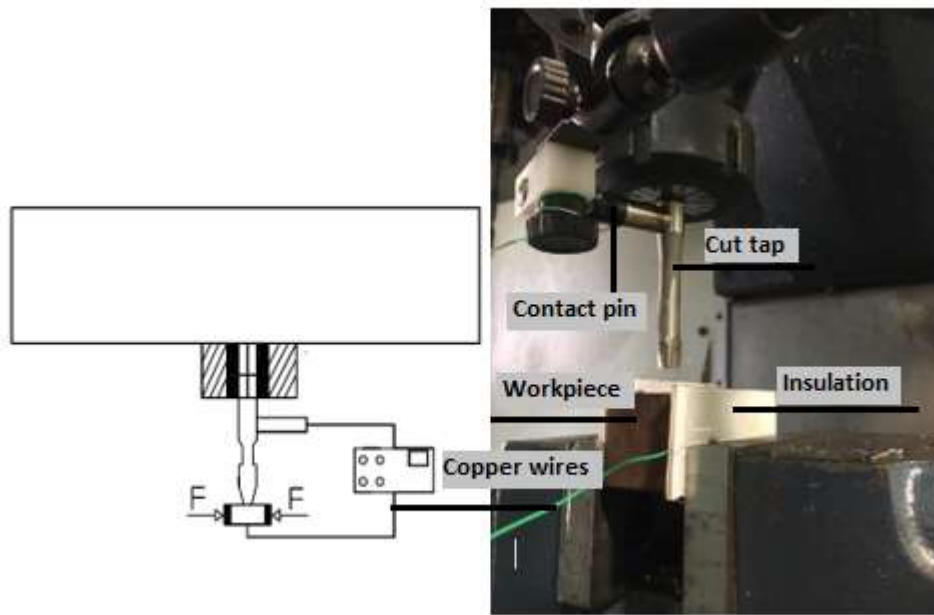 F
F
Cut tap
Contact pin
Workpiece
Insulation
Copper wires